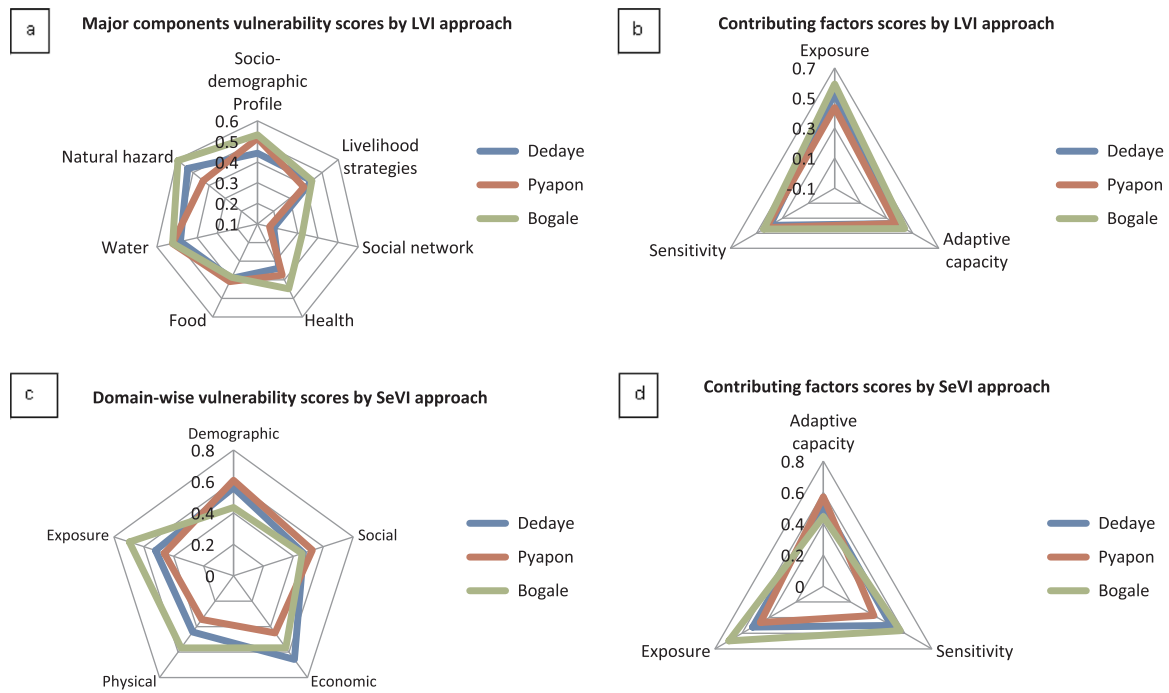 a
Major components vulnerability scores by LVI approach
Socio-
demographic
Profile
0.6
0.5
0.4
0.3
0.2
0.1
Livelihood
strategies
Social network
Health
Food
Water
Natural hazard
Dedaye
Pyapon
Bogale
b
Contributing factors scores by LVI approach
Exposure
0.7
0.5
0.3
0.1
-0.1
Adaptive
capacity
Sensitivity
Dedaye
Pyapon
Bogale
c
Domain-wise vulnerability scores by SeVI approach
Demographic
0.8
0.6
0.4
0.2
0
Social
Economic
Physical
Exposure
Dedaye
Pyapon
Bogale
d
Contributing factors scores by SeVI approach
Adaptive
capacity
0.8
0.6
0.4
0.2
0
Sensitivity
Exposure
Dedaye
Pyapon
Bogale